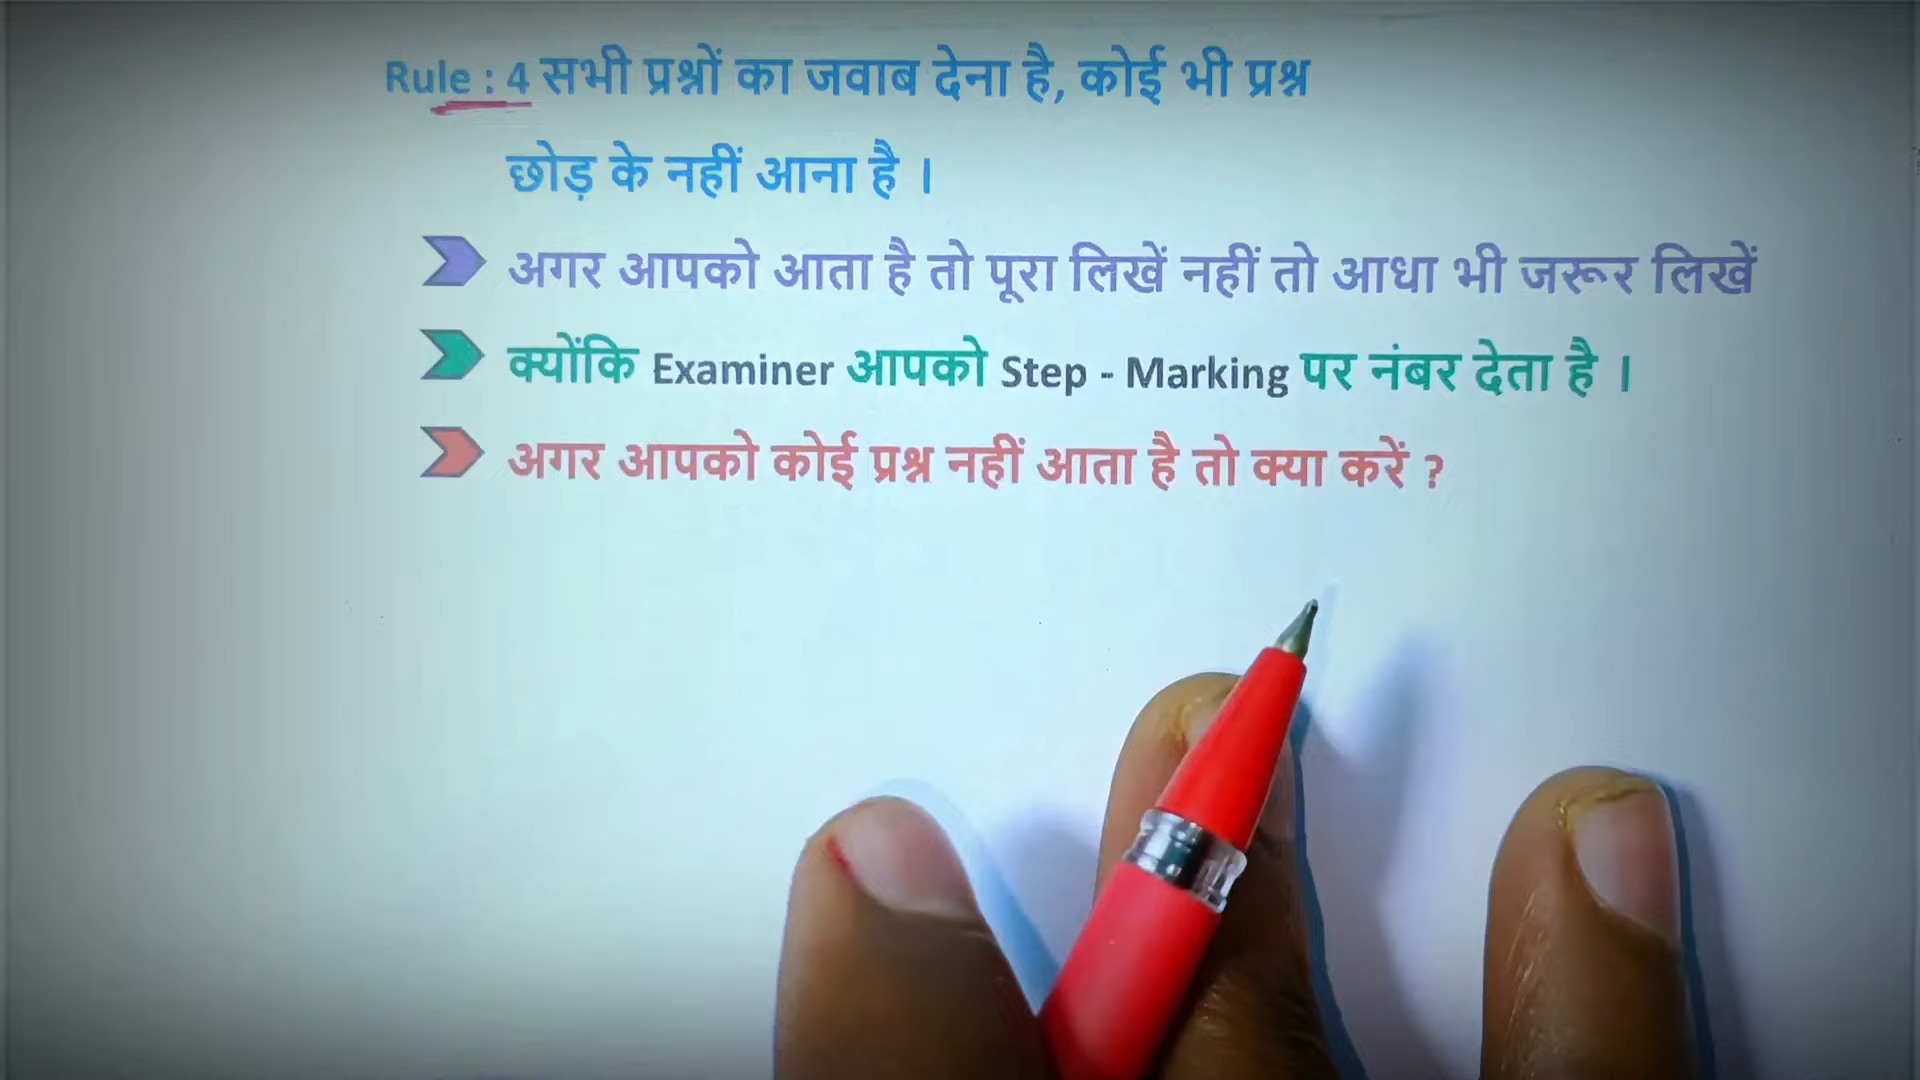 Rule : 4 सभी प्रश्नों का जवाब देना है, कोई भी प्रश्न
छोड़ के नहीं आना है ।
अगर आपको आता है तो पूरा लिखें नहीं तो आधा भी जरूर लिखें
क्योंकि Examiner आपको Step - Marking पर नंबर देता है ।
अगर आपको कोई प्रश्न नहीं आता है तो क्या करें ?